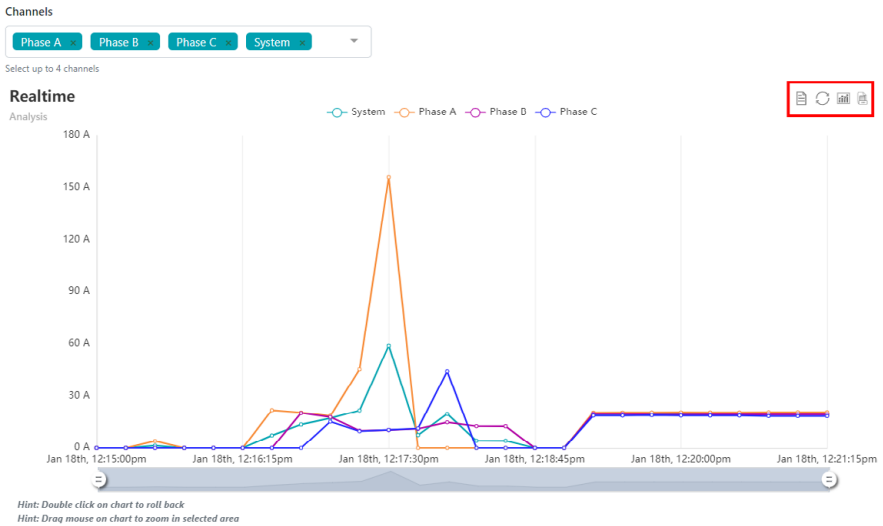 Channels
Phase A × Phase B × Phase C × System ×
Select up to 4 channels
Realtime
Analysis
System Phase A Phase B Phase C
180 A
150 A
120 A
90 A
60 A
30 A
0 A
Jan 18th, 12:15:00pm Jan 18th, 12:16:15pm Jan 18th, 12:17:30pm Jan 18th, 12:18:45pm Jan 18th, 12:20:00pm Jan 18th, 12:21:15pm
Hint: Double click on chart to roll back
Hint: Drag mouse on chart to zoom in selected area